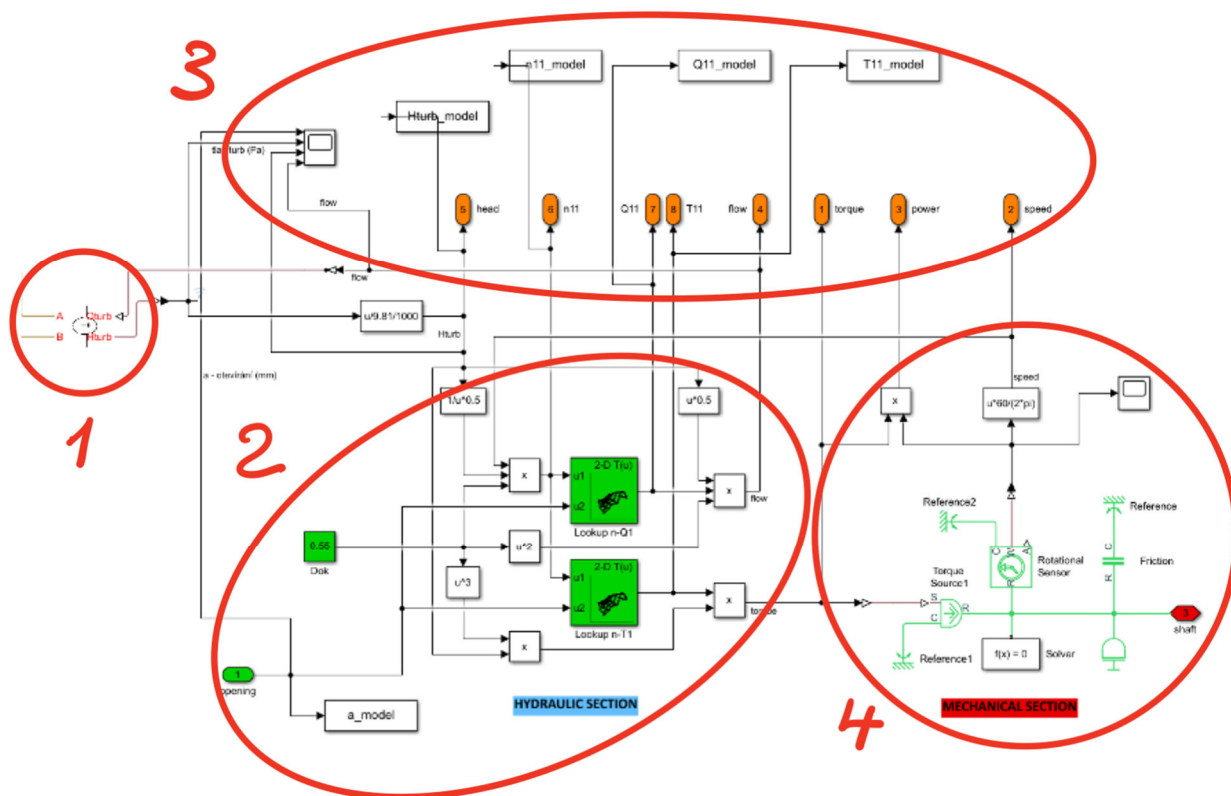 3
n11_model
Q11_model
T11_model
Hturb_model
flow
5
head
6
n11
Q11
7
8
T11
flow
4
1
torque
3
power
2
speed
flow
A
Qturb
B
Hturb
u/9.81/1000
Hturb
1
a - otevírání (mm)
2
1/u^0.5
u^0.5
x
2-D T(u)
u1
u2
Lookup n-Q1
x
flow
0.55
Dok
u^2
u^3
2-D T(u)
u1
u2
Lookup n-T1
x
x
1
opening
a_model
HYDRAULIC SECTION
speed
x
u*60/(2*pi)
Reference2
Reference
C
W
A
R
Rotational
Sensor
C
R
Friction
Torque
Source1
S
C
R
Reference1
f(x) = 0
Solver
3
shaft
MECHANICAL SECTION
4